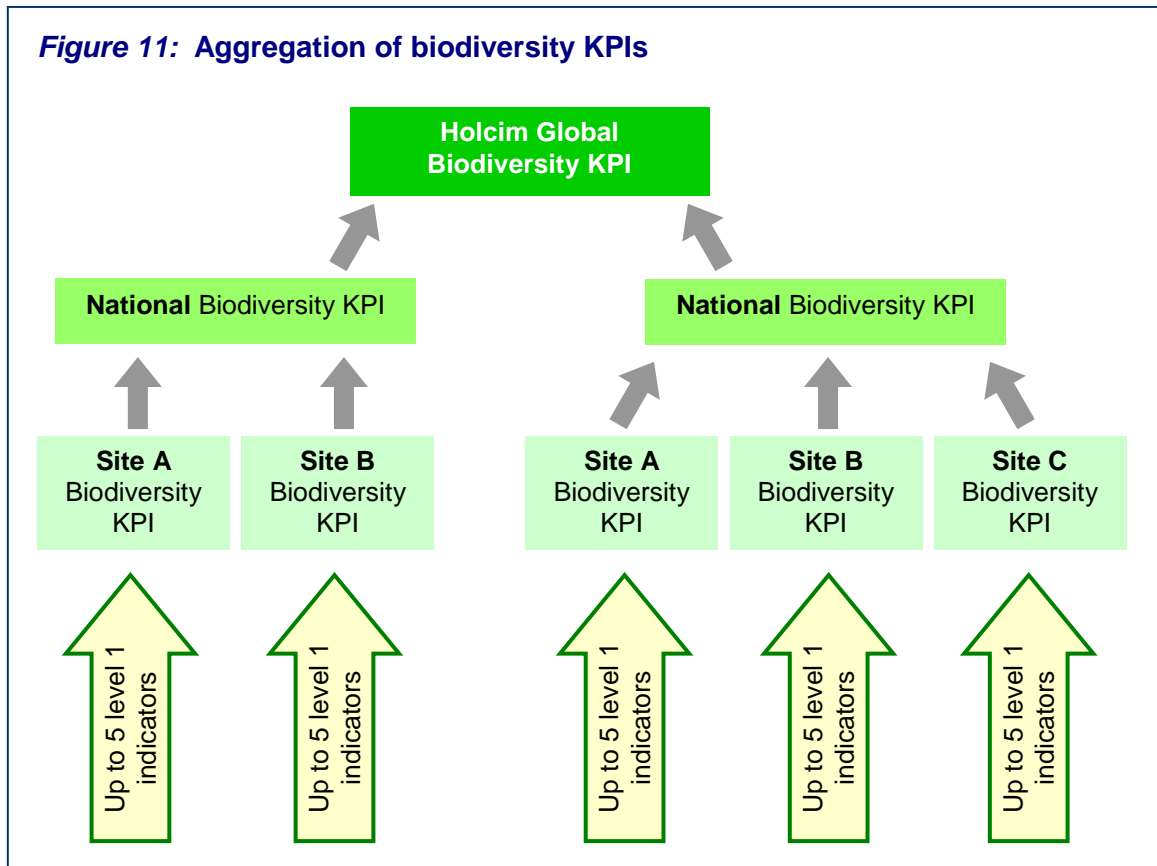 Figure 11: Aggregation of biodiversity KPIs
Holcim Global
Biodiversity KPI
National Biodiversity KPI
National Biodiversity KPI
Site A
Biodiversity
KPI
Site B
Biodiversity
KPI
Site A
Biodiversity
KPI
Site B
Biodiversity
KPI
Site C
Biodiversity
KPI
Up to 5 level 1
indicators
Up to 5 level 1
indicators
Up to 5 level 1
indicators
Up to 5 level 1
indicators
Up to 5 level 1
indicators